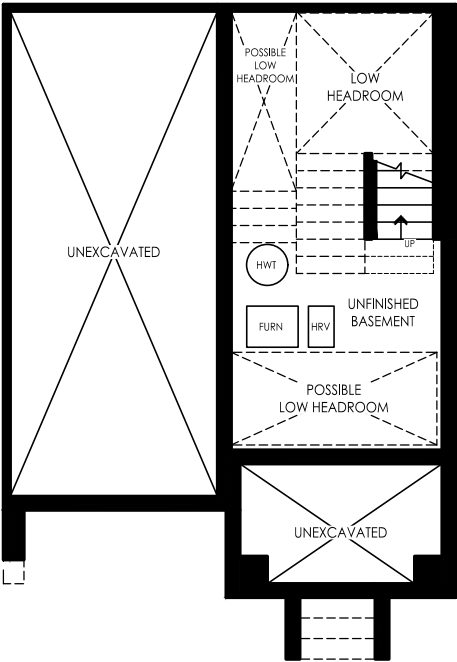 POSSIBLE
LOW
HEADROOM
LOW
HEADROOM
UNEXCAVATED
UP
HWT
UNFINISHED
BASEMENT
FURN
HRV
POSSIBLE
LOW HEADROOM
UNEXCAVATED